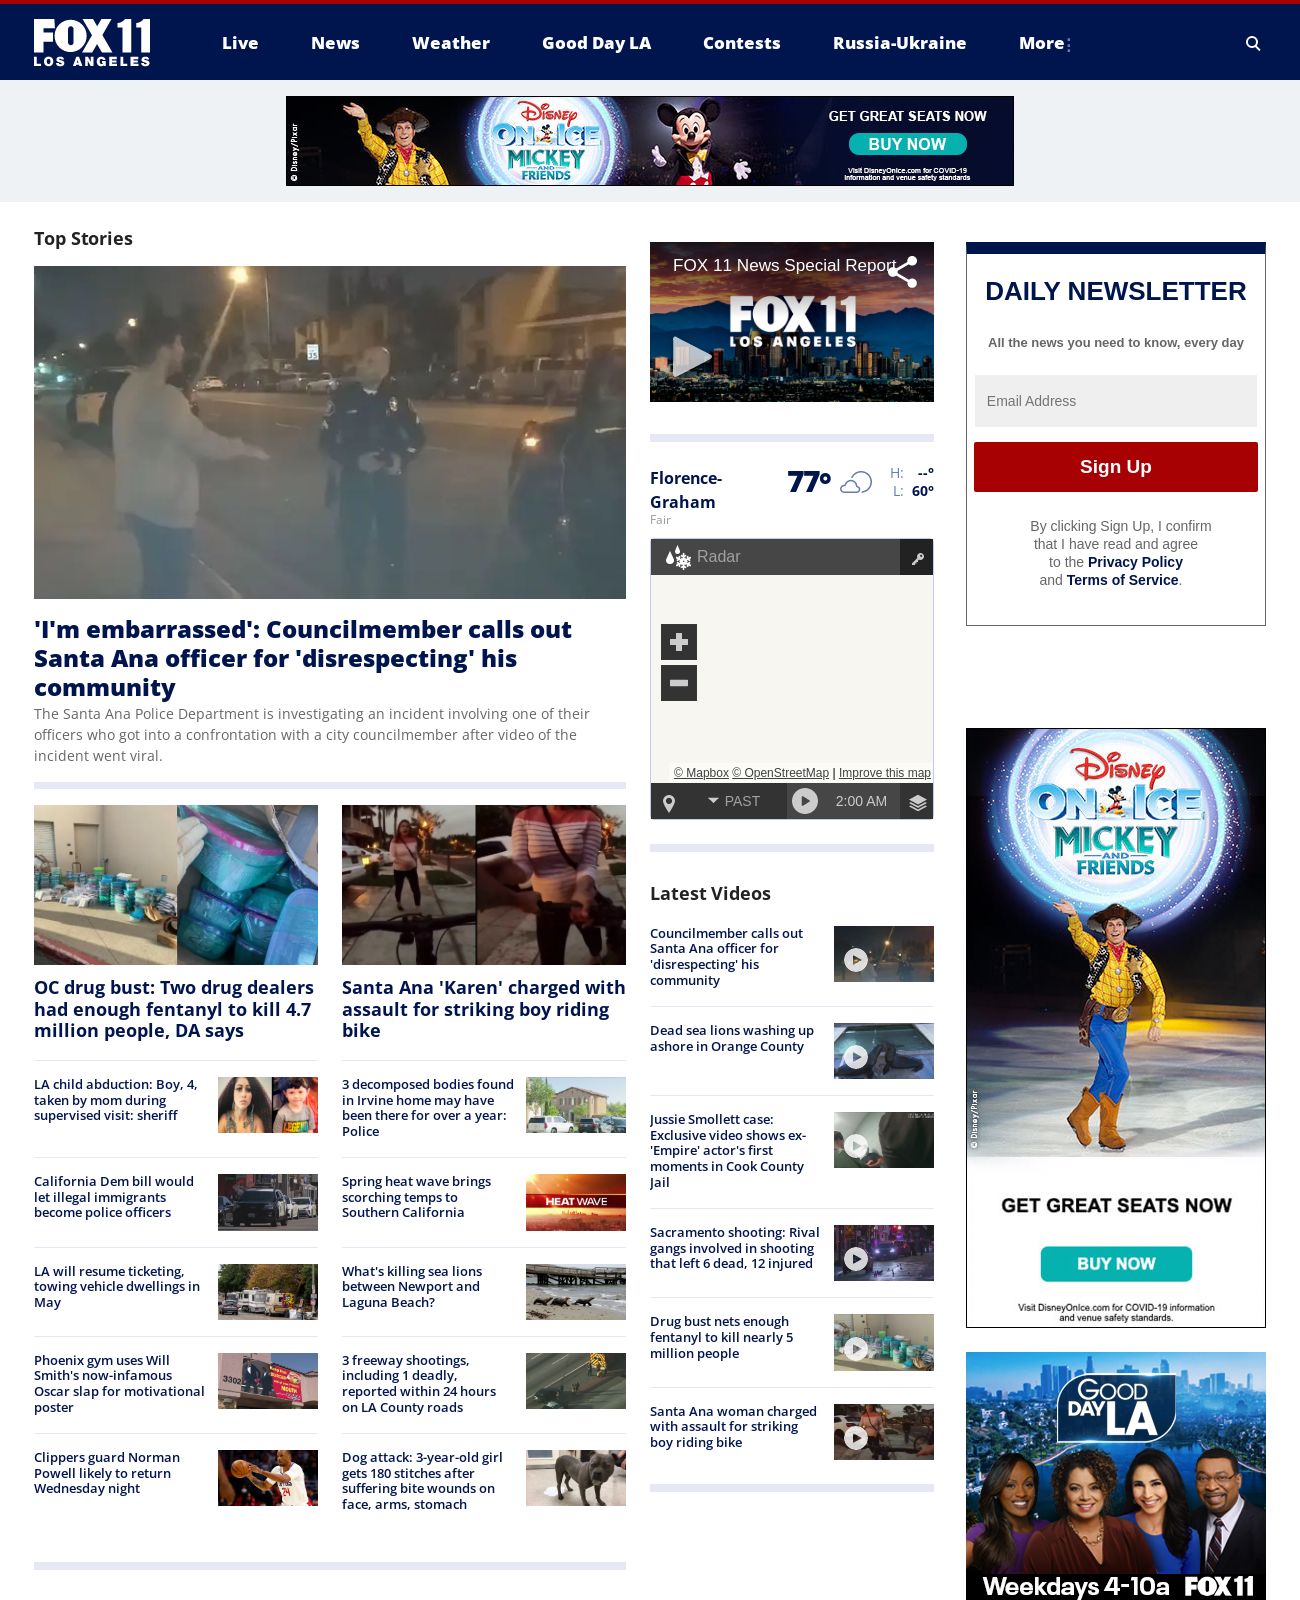 FOX 11
LOS ANGELES
Live
News
Weather
Good Day LA
Contests
Russia-Ukraine
More
© Disney/Pixar
Disney
ON ICE
MICKEY
AND
FRIENDS
GET GREAT SEATS NOW
BUY NOW
Visit DisneyOnIce.com for COVID-19
information and venue safety standards
Top Stories
35
'I'm embarrassed': Councilmember calls out
Santa Ana officer for 'disrespecting' his
community
The Santa Ana Police Department is investigating an incident involving one of their
officers who got into a confrontation with a city councilmember after video of the
incident went viral.
OC drug bust: Two drug dealers
had enough fentanyl to kill 4.7
million people, DA says
LA child abduction: Boy, 4,
taken by mom during
supervised visit: sheriff
California Dem bill would
let illegal immigrants
become police officers
LA will resume ticketing,
towing vehicle dwellings in
May
Phoenix gym uses Will
Smith's now-infamous
Oscar slap for motivational
poster
3302
Clippers guard Norman
Powell likely to return
Wednesday night
24
Santa Ana 'Karen' charged with
assault for striking boy riding
bike
3 decomposed bodies found
in Irvine home may have
been there for over a year:
Police
Spring heat wave brings
scorching temps to
Southern California
HEAT WAVE
What's killing sea lions
between Newport and
Laguna Beach?
3 freeway shootings,
including 1 deadly,
reported within 24 hours
on LA County roads
Dog attack: 3-year-old girl
gets 180 stitches after
suffering bite wounds on
face, arms, stomach
FOX 11 News Special Report
FOX 11
LOS ANGELES
Florence-
Graham
Fair
77°
H: --°
L: 60°
Radar
© Mapbox © OpenStreetMap | Improve this map
PAST
2:00 AM
Latest Videos
Councilmember calls out
Santa Ana officer for
'disrespecting' his
community
Dead sea lions washing up
ashore in Orange County
Jussie Smollett case:
Exclusive video shows ex-
'Empire' actor's first
moments in Cook County
Jail
Sacramento shooting: Rival
gangs involved in shooting
that left 6 dead, 12 injured
Drug bust nets enough
fentanyl to kill nearly 5
million people
Santa Ana woman charged
with assault for striking
boy riding bike
DAILY NEWSLETTER
All the news you need to know, every day
Email Address
Sign Up
By clicking Sign Up, I confirm
that I have read and agree
to the Privacy Policy
and Terms of Service.
Disney
ON ICE
MICKEY
AND
FRIENDS
© Disney/Pixar
GET GREAT SEATS NOW
BUY NOW
Visit DisneyOnIce.com for COVID-19 information
and venue safety standards.
GOOD
DAY LA
Weekdays 4-10a FOX 11